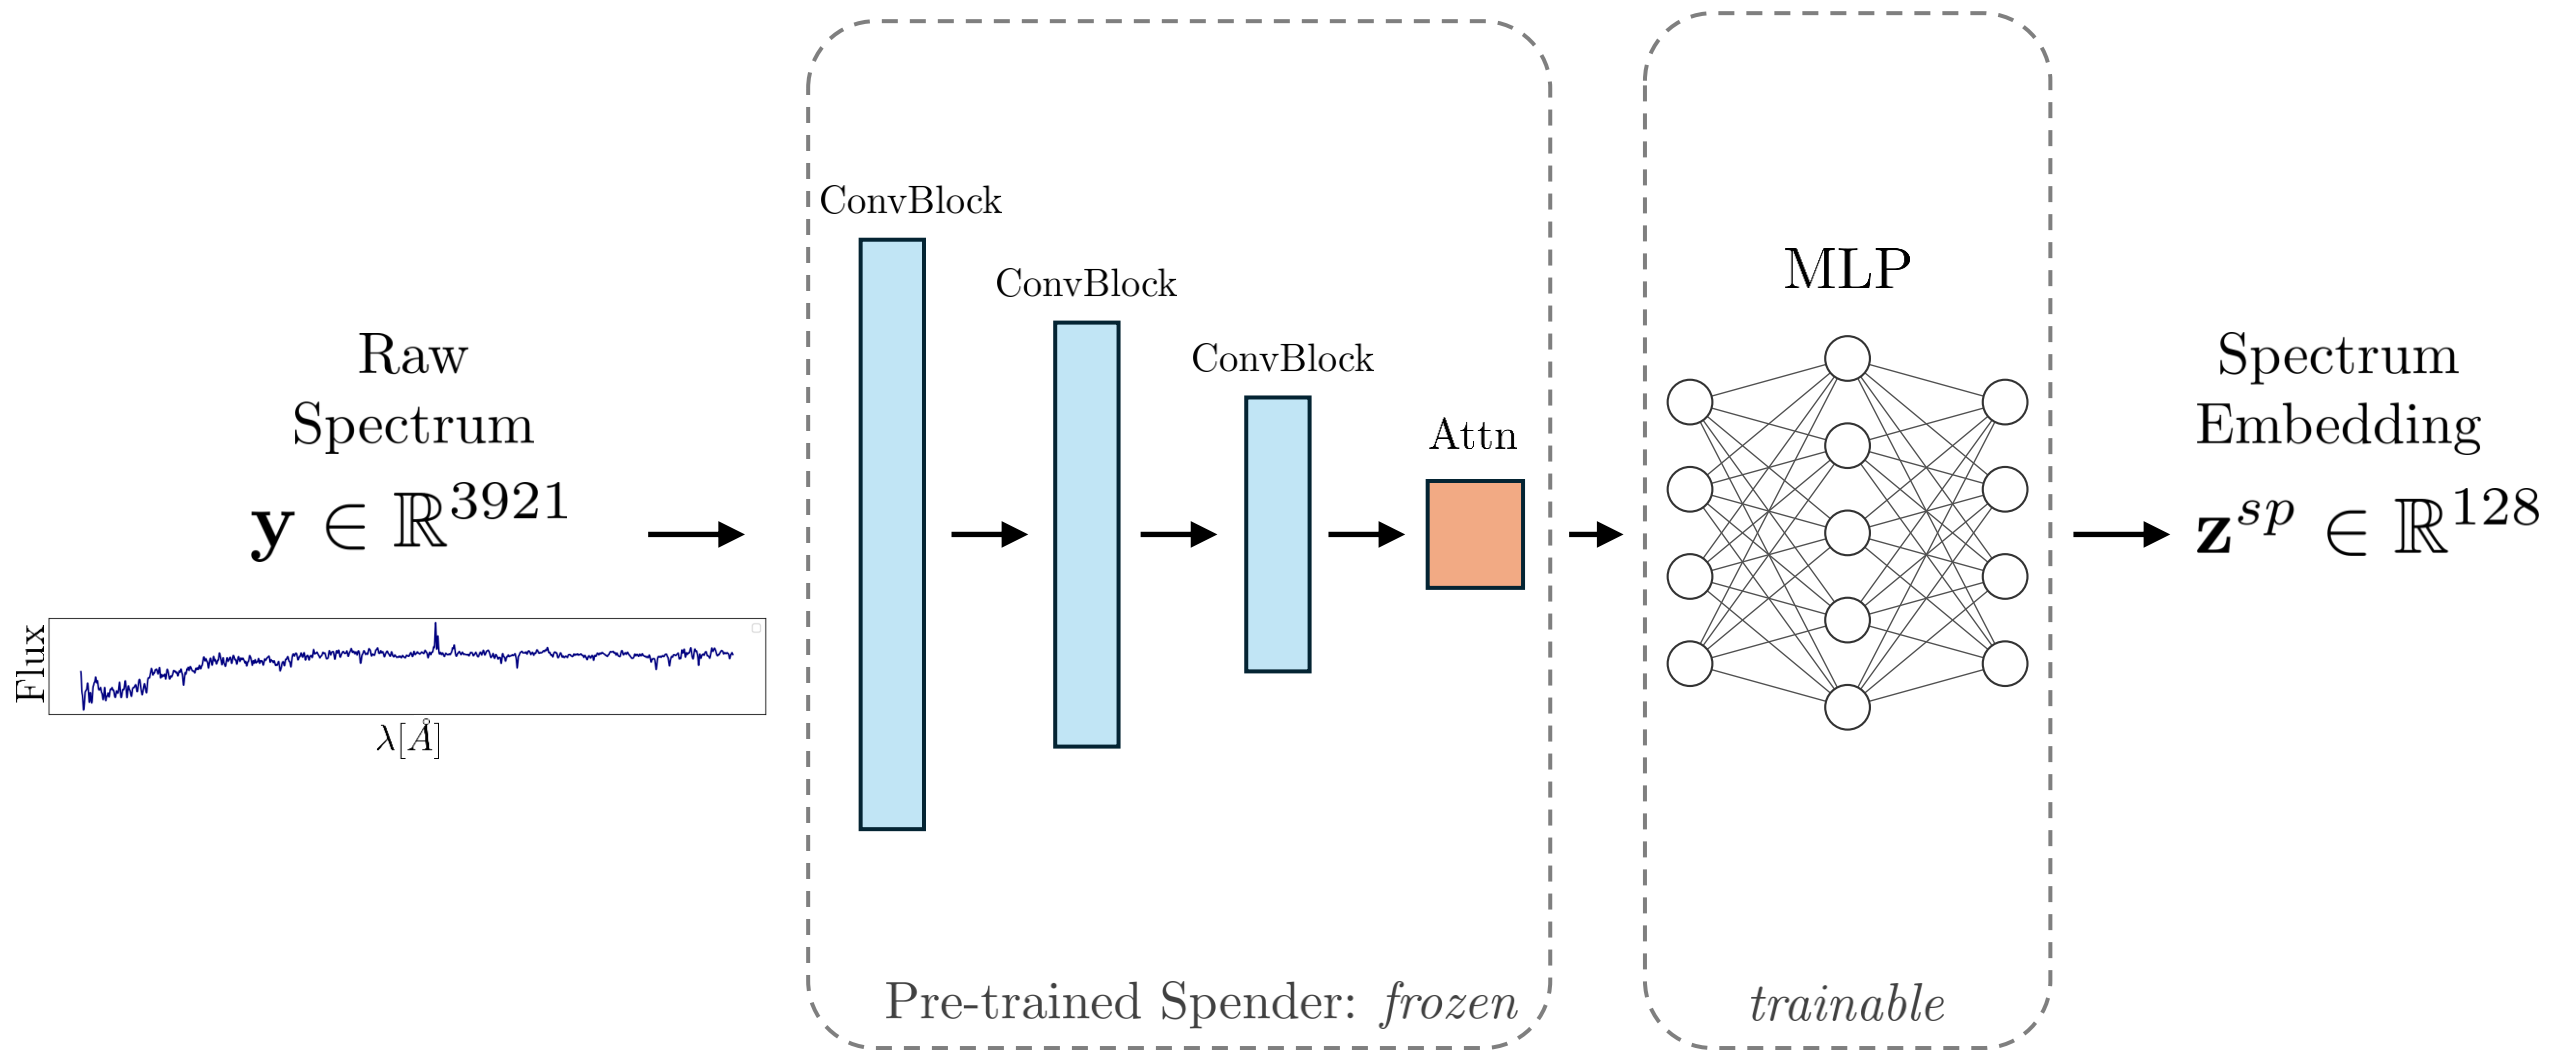 Raw
Spectrum
𝐲 ∈ ℝ³⁹²¹
Flux
λ[Å]
ConvBlock
ConvBlock
ConvBlock
Attn
Pre-trained Spender: frozen
MLP
trainable
Spectrum
Embedding
𝐳ˢᵖ ∈ ℝ¹²⁸